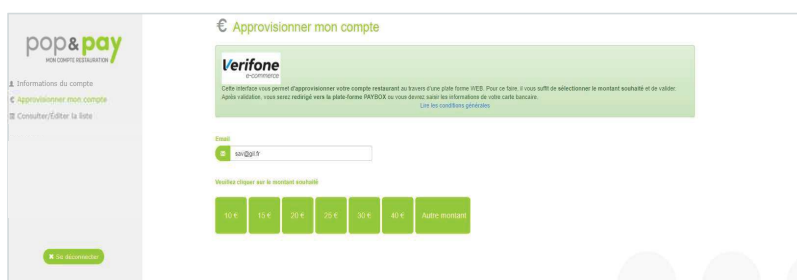 pop&pay
MON COMPTE RESTAURATION
Informations du compte
€ Approvisionner mon compte
Consulter/Éditer la liste
Se déconnecter
€ Approvisionner mon compte
Verifone
e-commerce
Cette interface vous permet d'approvisionner votre compte restaurant au travers d'une plate forme WEB. Pour ce faire, il vous suffit de sélectionner le montant souhaité et de valider.
Après validation, vous serez redirigé vers la plate-forme PAYBOX ou vous devrez saisir les informations de votre carte bancaire.
Lire les conditions générales
Email
sav@gil.fr
Veuillez cliquer sur le montant souhaité
10 € 15 € 20 € 25 € 30 € 40 € Autre montant